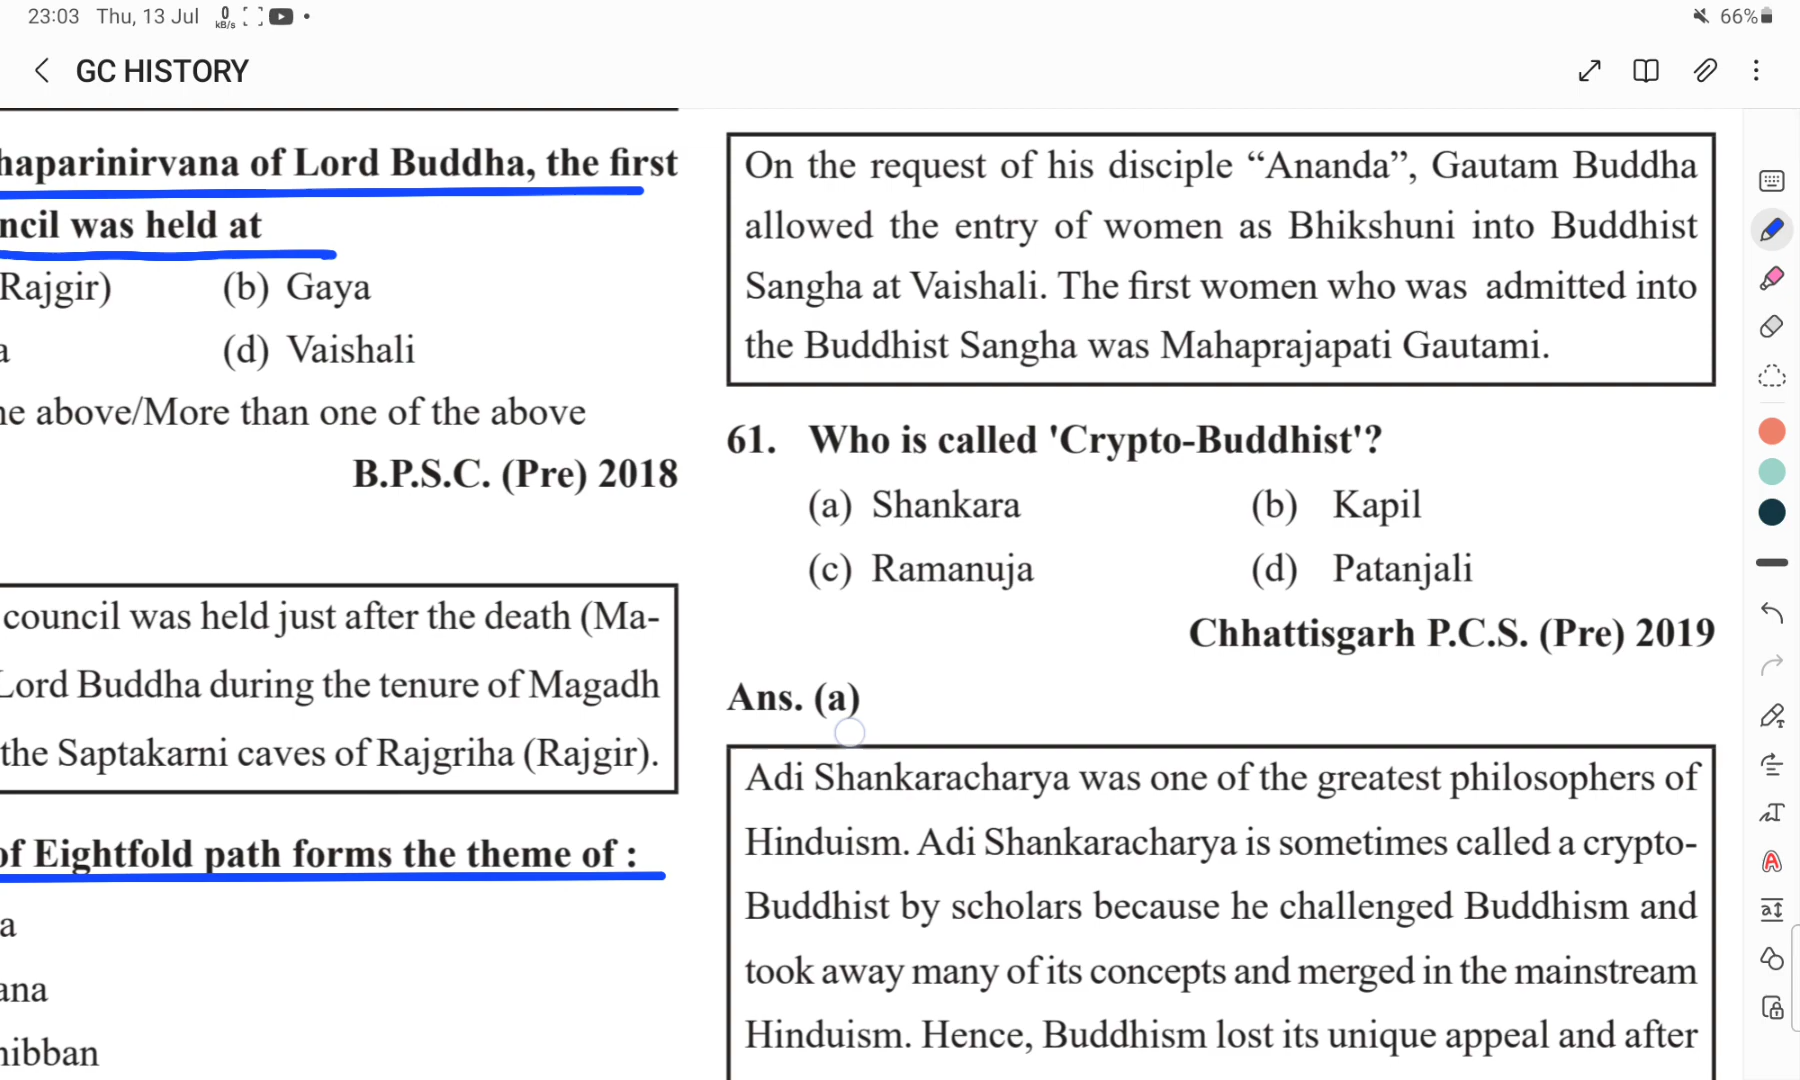 23:03 Thu, 13 Jul 0 kB/s 66%
GC HISTORY
haparinirvana of Lord Buddha, the first
ncil was held at
Rajgir) (b) Gaya
a (d) Vaishali
ne above/More than one of the above
B.P.S.C. (Pre) 2018
council was held just after the death (Ma-
Lord Buddha during the tenure of Magadh
the Saptakarni caves of Rajgriha (Rajgir).
of Eightfold path forms the theme of :
a
ana
nibban
On the request of his disciple “Ananda”, Gautam Buddha
allowed the entry of women as Bhikshuni into Buddhist
Sangha at Vaishali. The first women who was admitted into
the Buddhist Sangha was Mahaprajapati Gautami.
61. Who is called 'Crypto-Buddhist'?
(a) Shankara (b) Kapil
(c) Ramanuja (d) Patanjali
Chhattisgarh P.C.S. (Pre) 2019
Ans. (a)
Adi Shankaracharya was one of the greatest philosophers of
Hinduism. Adi Shankaracharya is sometimes called a crypto-
Buddhist by scholars because he challenged Buddhism and
took away many of its concepts and merged in the mainstream
Hinduism. Hence, Buddhism lost its unique appeal and after